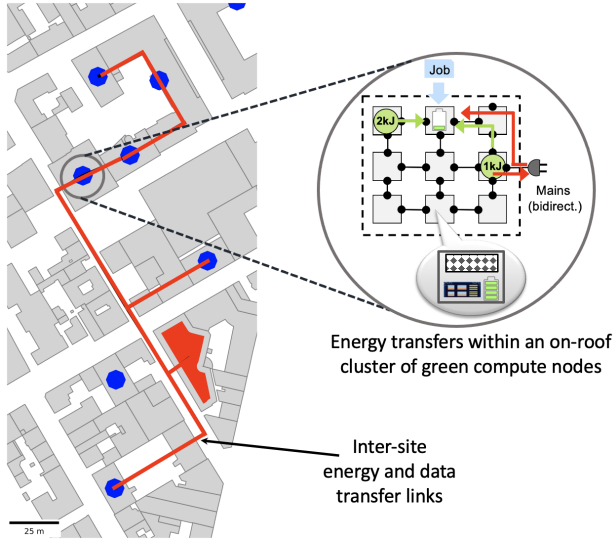 Job
2kJ
1kJ
Mains
(bidirect.)
Energy transfers within an on-roof
cluster of green compute nodes
Inter-site
energy and data
transfer links
25 m